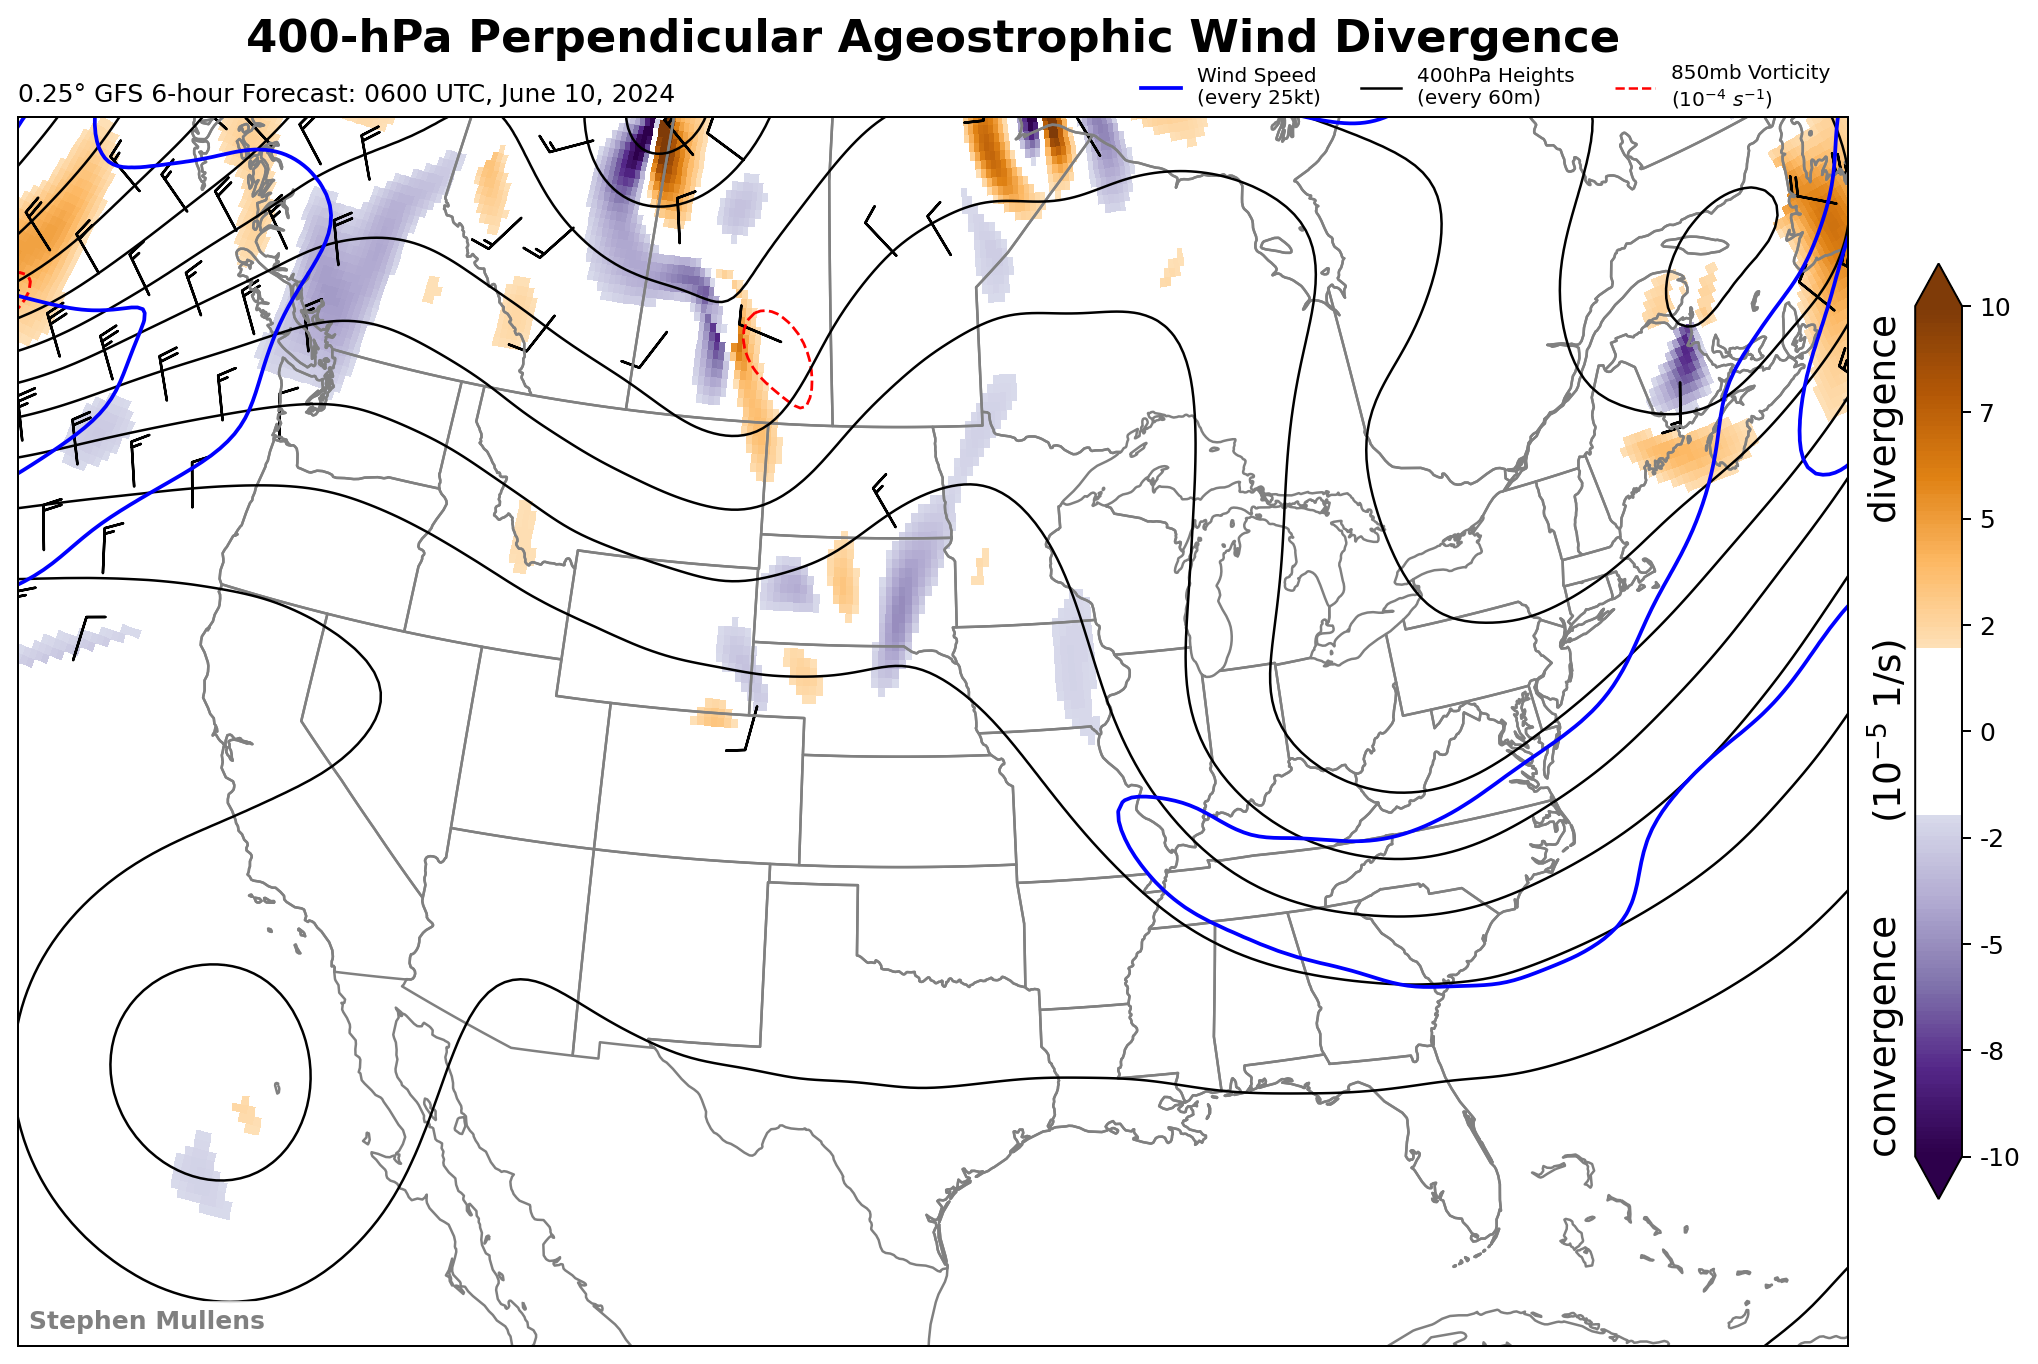 400-hPa Perpendicular Ageostrophic Wind Divergence
0.25° GFS 6-hour Forecast: 0600 UTC, June 10, 2024
Wind Speed
(every 25kt)
400hPa Heights
(every 60m)
850mb Vorticity
(10⁻⁴ s⁻¹)
10
7
5
2
0
-2
-5
-8
-10
convergence (10⁻⁵ 1/s) divergence
Stephen Mullens